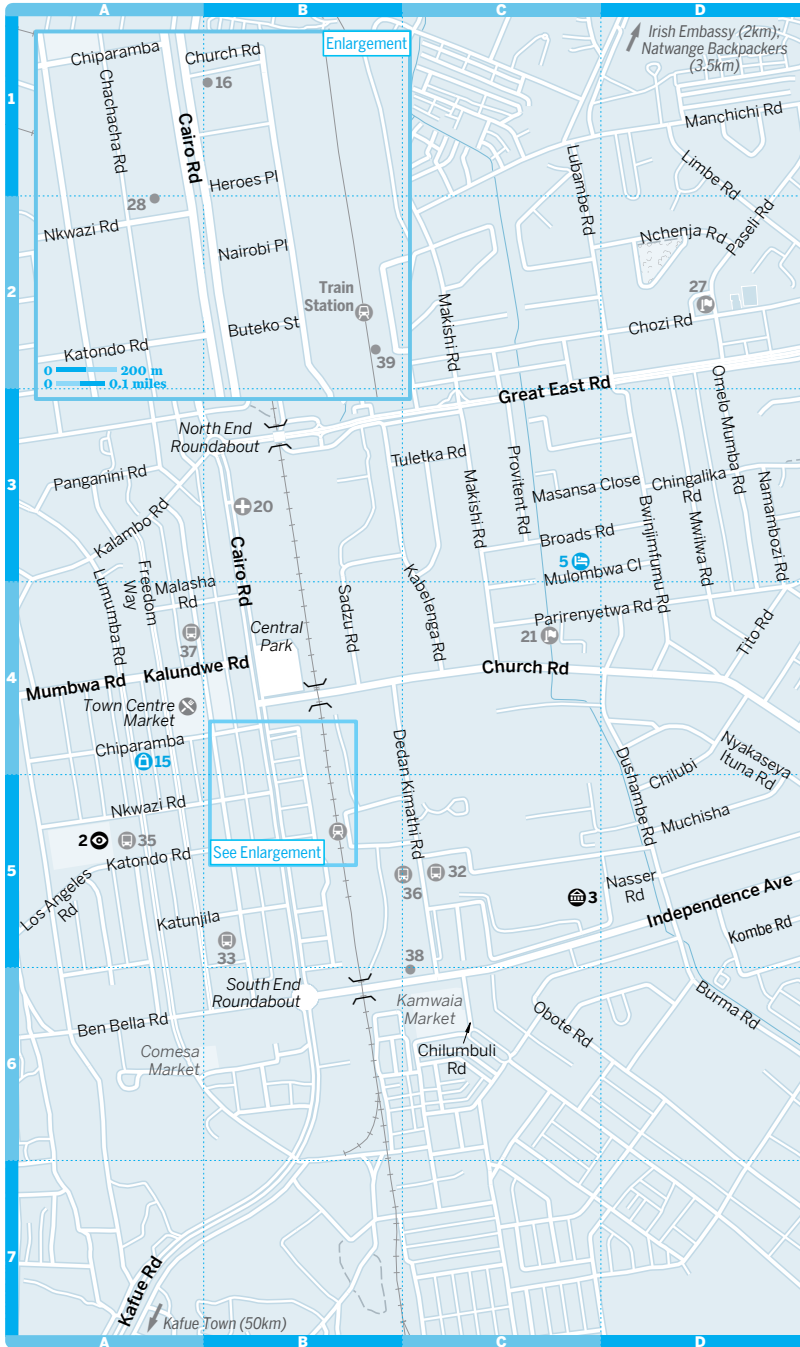 A
B
C
D
Irish Embassy (2km);
Natwange Backpackers
(3.5km)
Enlargement
Chiparamba
Church Rd
16
1
Chachacha Rd
Cairo Rd
Manchichi Rd
Limbe Rd
Lubambe Rd
Heroes Pl
28
Paseli Rd
Nkwazi Rd
Nchenja Rd
Nairobi Pl
2
Train
Station
27
Makishi Rd
Chozi Rd
Buteko St
Katondo Rd
39
0 200 m
0 0.1 miles
Great East Rd
Omelo-Mumba Rd
North End
Roundabout
Tuletka Rd
Provitent Rd
Makishi Rd
3
Panganini Rd
Masansa Close
Chingalika
Rd
Namambozi Rd
Bwinjimfumu Rd
Mwilwa Rd
20
Kalambo Rd
Broads Rd
Cairo Rd
5
Mulombwa Cl
Freedom
Way
Lumumba Rd
Malasha
Rd
Sadzu Rd
Kabelenga Rd
Parirenyetwa Rd
Central
Park
21
Tito Rd
37
4
Kalundwe Rd
Church Rd
Mumbwa Rd
Town Centre
Market
Chiparamba
15
Dedan Kimathi Rd
Dushambe Rd
Nyakaseya
Ituna Rd
Chilubi
Nkwazi Rd
Muchisha
2
35
See Enlargement
Katondo Rd
5
36
32
Los Angeles
Rd
3
Nasser
Rd
Independence Ave
Katunjila
33
Kombe Rd
38
South End
Roundabout
Kamwaia
Market
Burma Rd
Ben Bella Rd
Obote Rd
Comesa
Market
Chilumbuli
Rd
6
7
Kafue Rd
Kafue Town (50km)
A
B
C
D